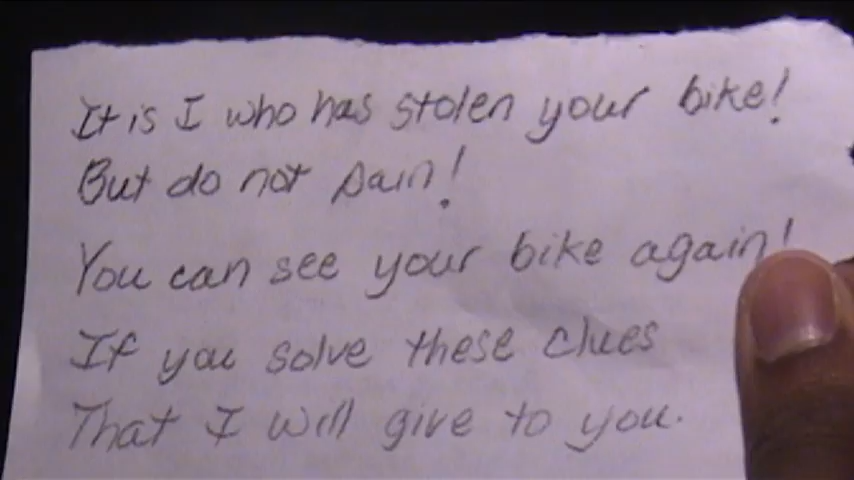 It is I who has stolen your bike!
But do not pain!
You can see your bike again!
If you solve these clues
That I will give to you.